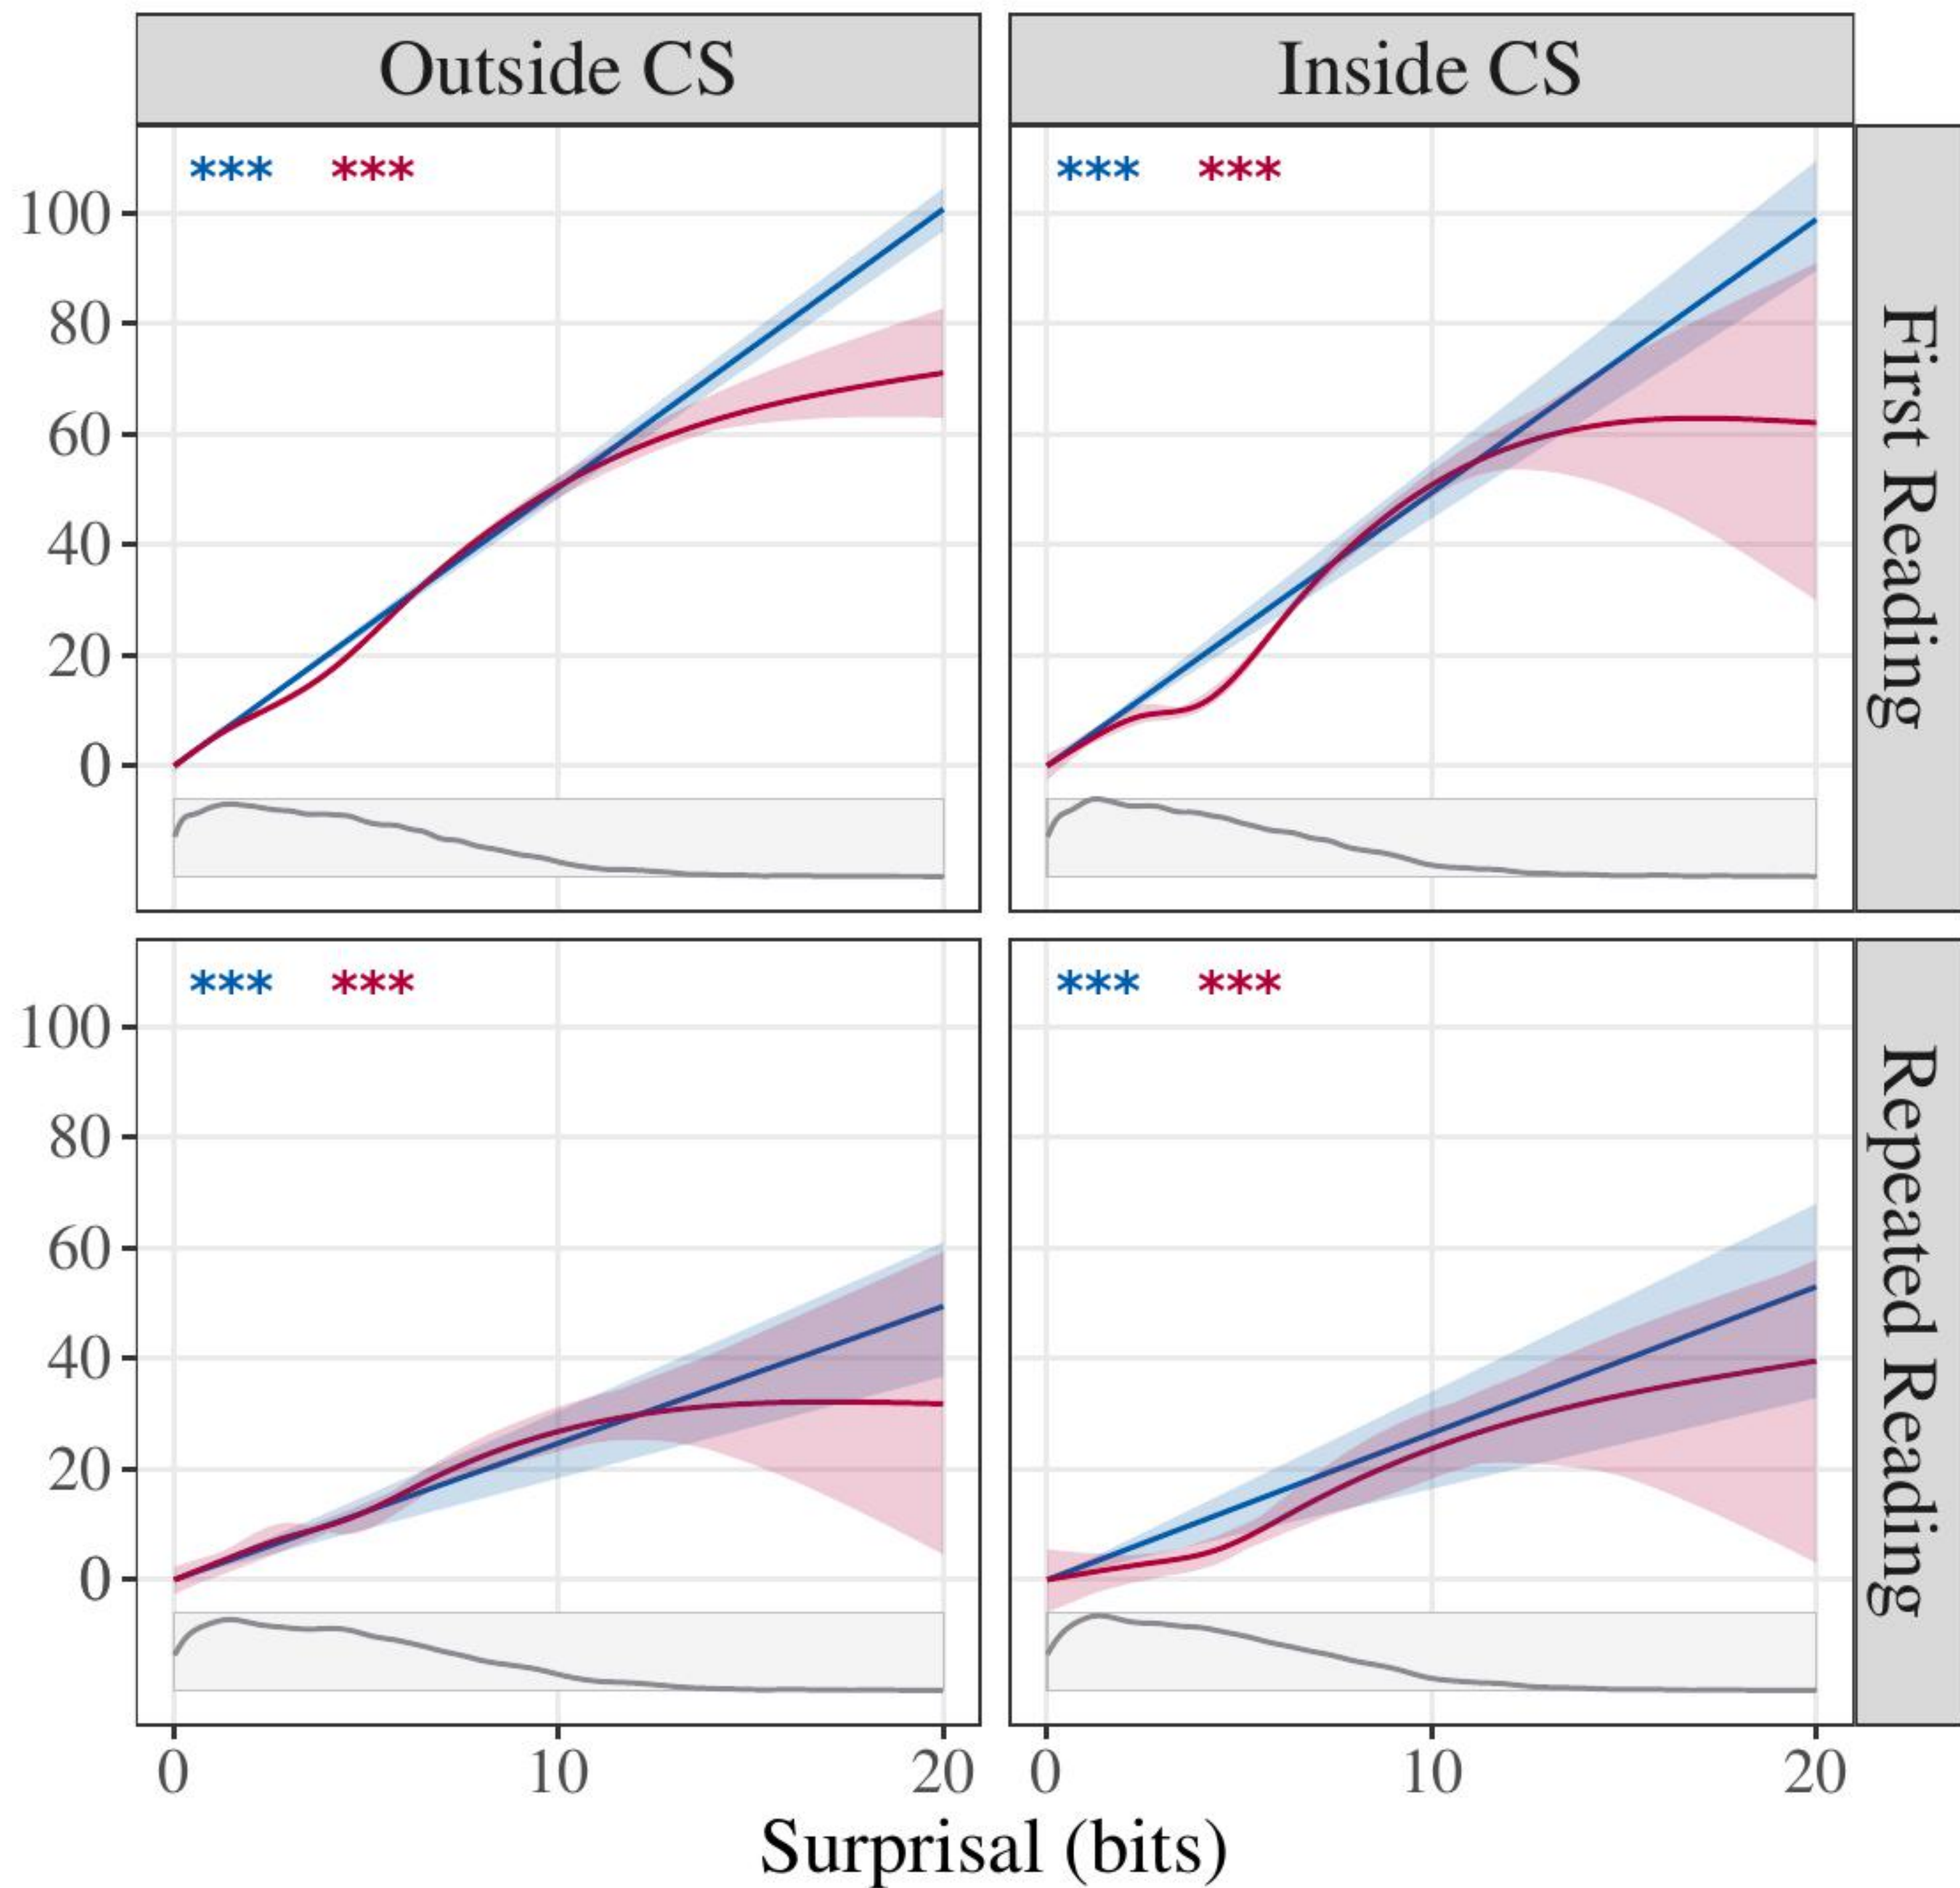 Outside CS
Inside CS
*** ***
*** ***
100
80
60
40
20
0
First Reading
*** ***
*** ***
100
80
60
40
20
0
Repeated Reading
0 10 20
0 10 20
Surprisal (bits)